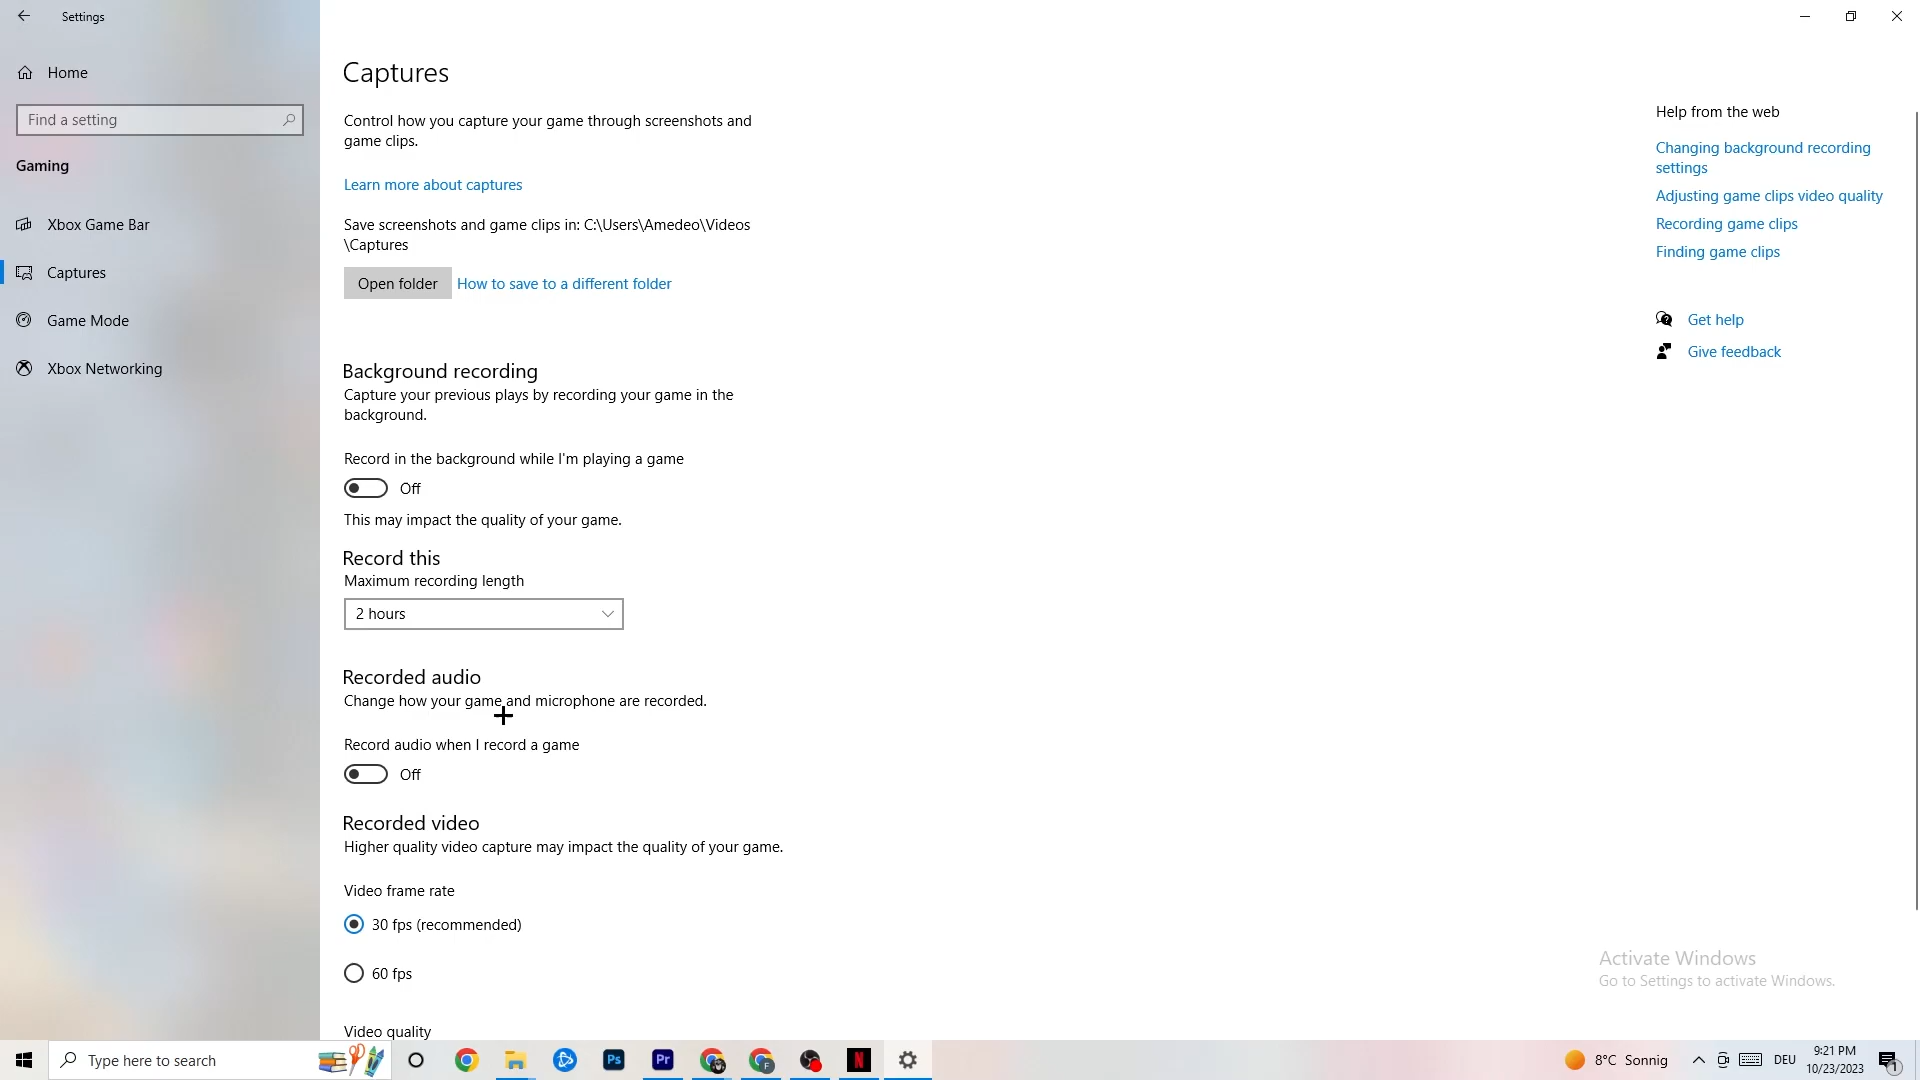 Settings
Home
Find a setting
Gaming
Xbox Game Bar
Captures
Game Mode
Xbox Networking
Captures
Control how you capture your game through screenshots and
game clips.
Learn more about captures
Save screenshots and game clips in: C:\Users\Amedeo\Videos
\Captures
Open folder
How to save to a different folder
Background recording
Capture your previous plays by recording your game in the
background.
Record in the background while I'm playing a game
Off
This may impact the quality of your game.
Record this
Maximum recording length
2 hours
Recorded audio
Change how your game and microphone are recorded.
Record audio when I record a game
Off
Recorded video
Higher quality video capture may impact the quality of your game.
Video frame rate
30 fps (recommended)
60 fps
Video quality
Help from the web
Changing background recording
settings
Adjusting game clips video quality
Recording game clips
Finding game clips
Get help
Give feedback
Activate Windows
Go to Settings to activate Windows.
Type here to search
Ps
Pr
F
N
8°C Sonnig
DEU
9:21 PM
10/23/2023
1